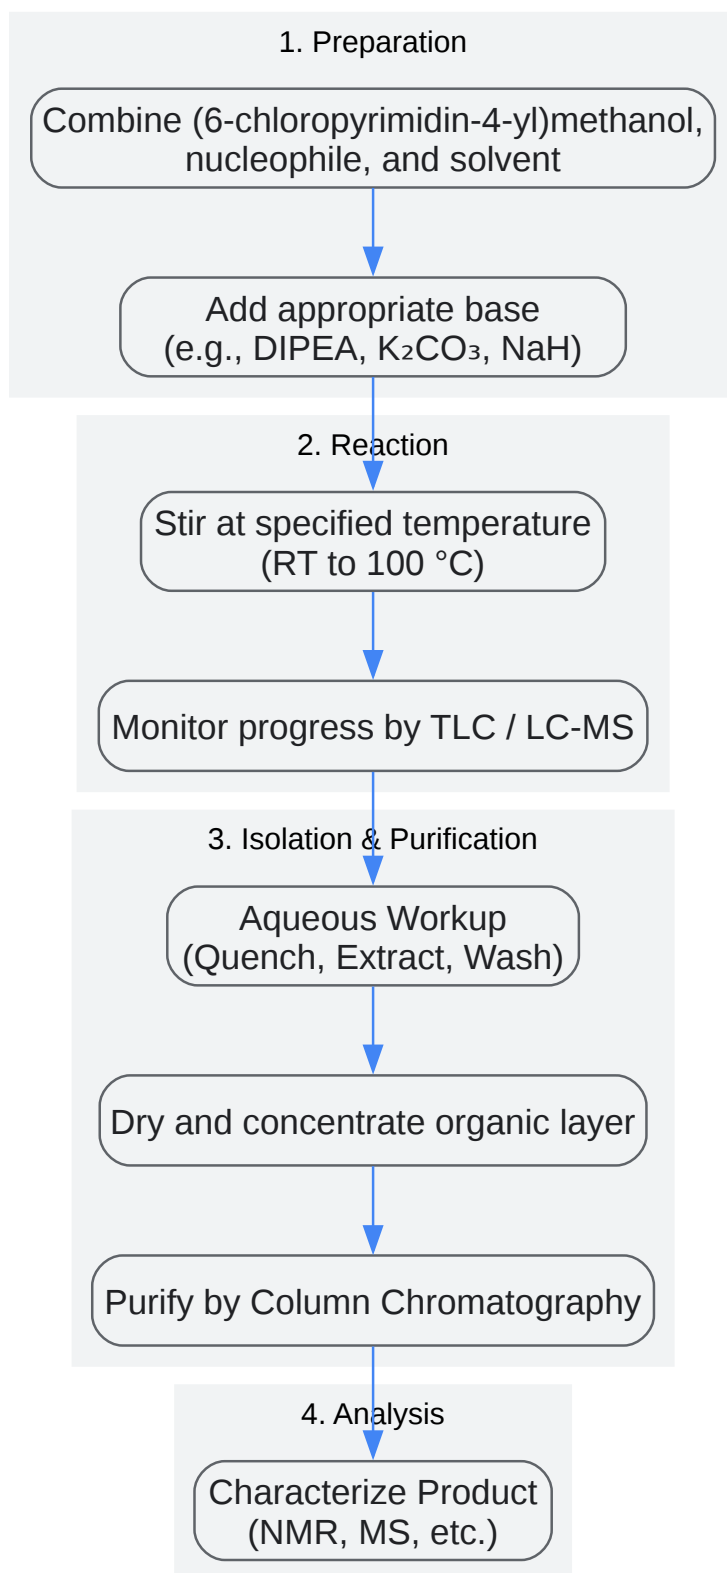 1. Preparation
Combine (6-chloropyrimidin-4-yl)methanol,
nucleophile, and solvent
Add appropriate base
(e.g., DIPEA, K₂CO₃, NaH)
2. Reaction
Stir at specified temperature
(RT to 100 °C)
Monitor progress by TLC / LC-MS
3. Isolation & Purification
Aqueous Workup
(Quench, Extract, Wash)
Dry and concentrate organic layer
Purify by Column Chromatography
4. Analysis
Characterize Product
(NMR, MS, etc.)